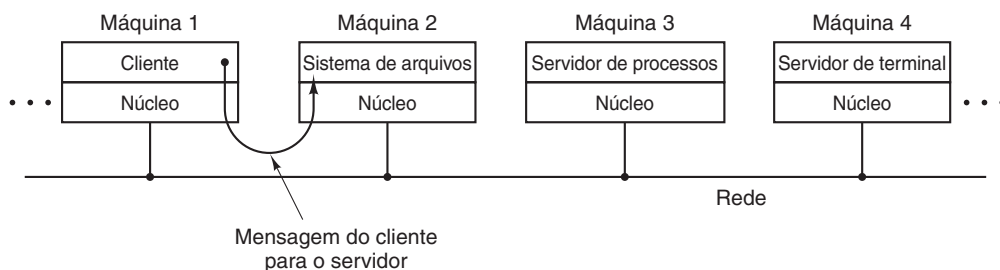 Máquina 1
Máquina 2
Máquina 3
Máquina 4
Cliente
Sistema de arquivos
Servidor de processos
Servidor de terminal
Núcleo
Núcleo
Núcleo
Núcleo
Rede
Mensagem do cliente
para o servidor